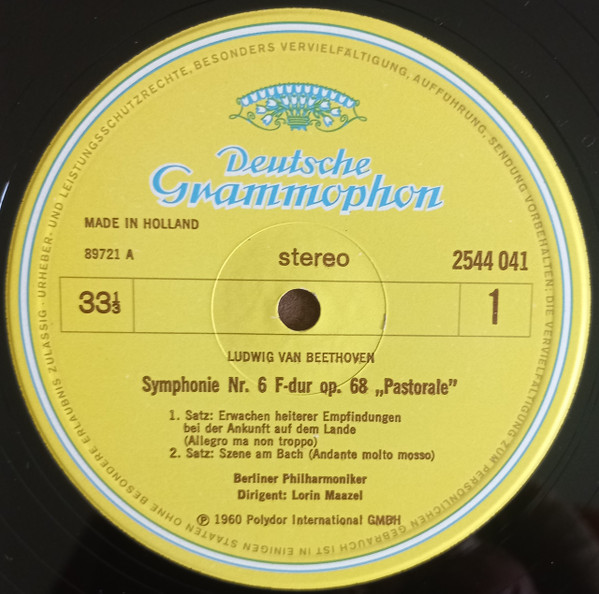 URHEBER- UND LEISTUNGSSCHUTZRECHTE, BESONDERS VERVIELFÄLTIGUNG, AUFFÜHRUNG, SENDUNG VORBEHALTEN: DIE VERVIELFÄLTIGUNG ZUM PERSÖNLICHEN GEBRAUCH IST IN EINIGEN STAATEN OHNE BESONDERE ERLAUBNIS ZULÄSSIG ·
Deutsche
Grammophon
MADE IN HOLLAND
89721 A
stereo
2544 041
33⅓
1
LUDWIG VAN BEETHOVEN
Symphonie Nr. 6 F-dur op. 68 „Pastorale”
1. Satz: Erwachen heiterer Empfindungen
bei der Ankunft auf dem Lande
(Allegro ma non troppo)
2. Satz: Szene am Bach (Andante molto mosso)
Berliner Philharmoniker
Dirigent: Lorin Maazel
℗ 1960 Polydor International GMBH